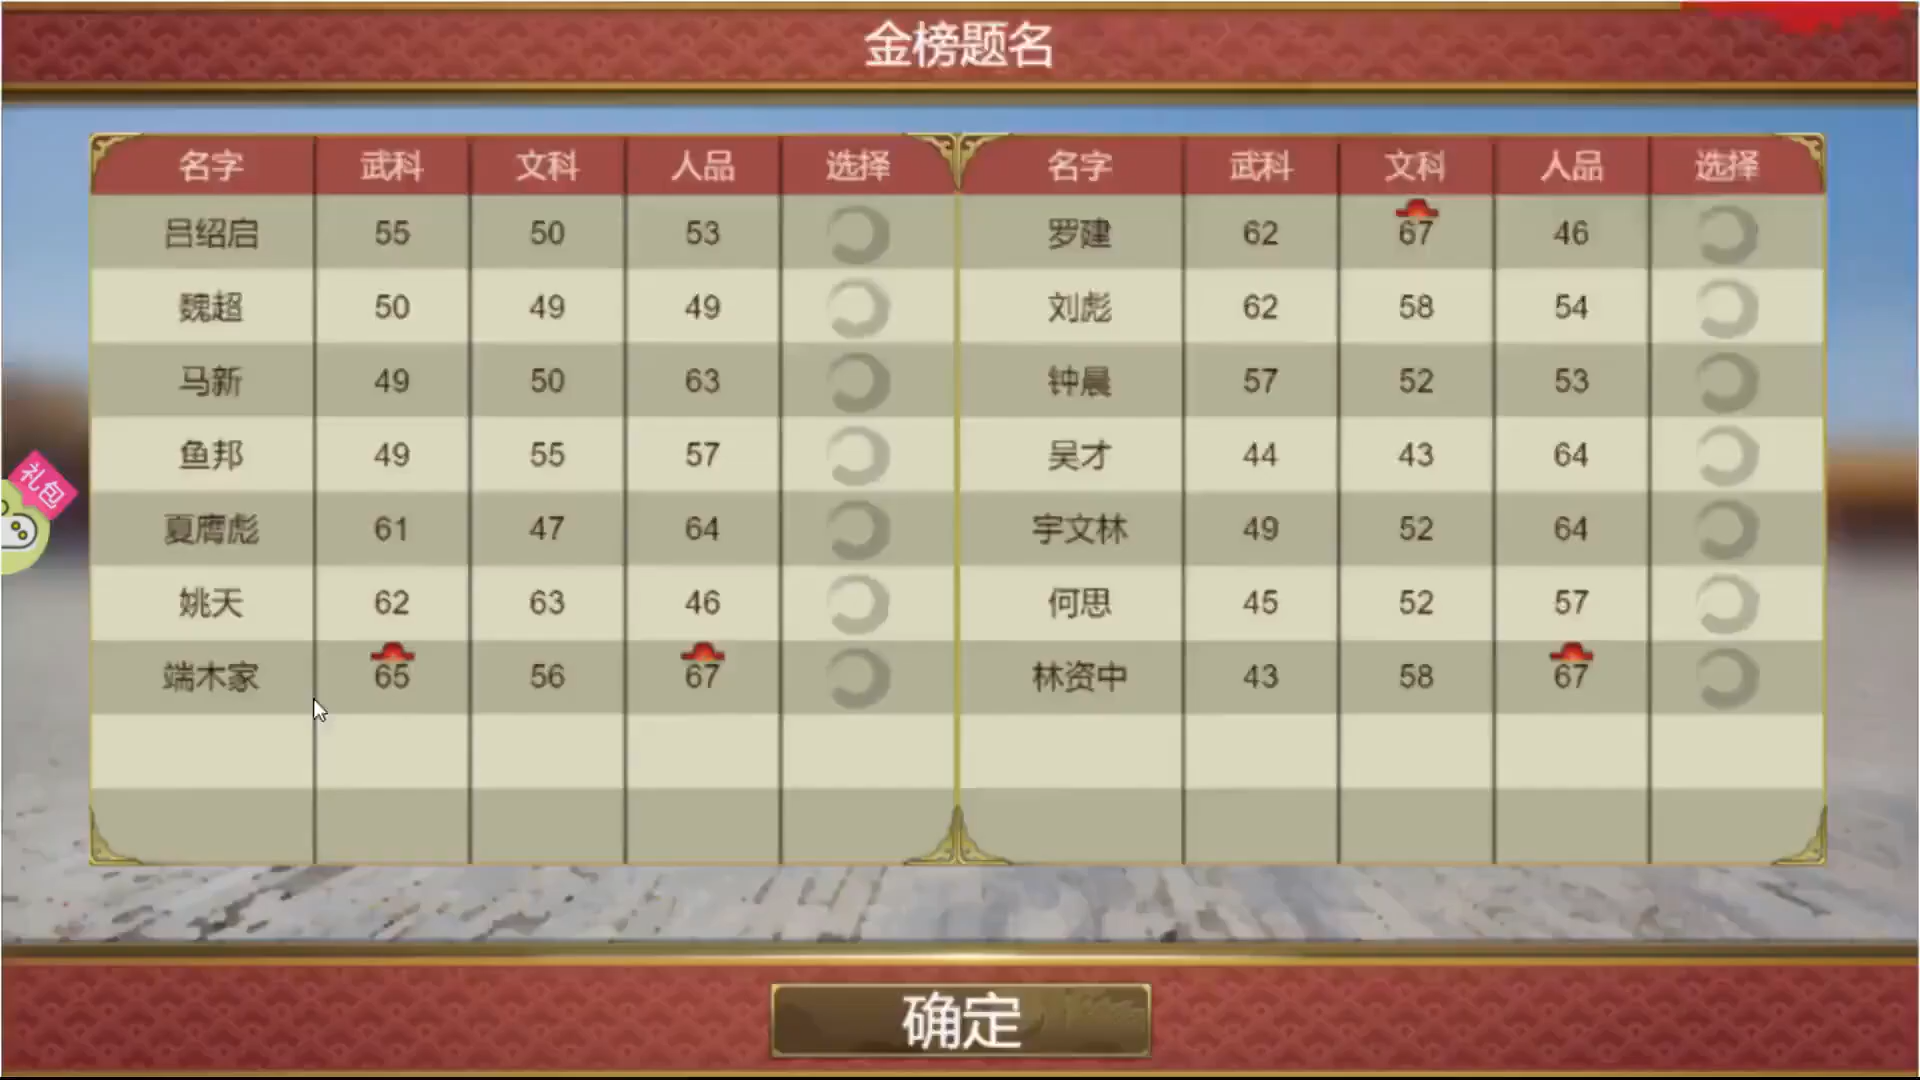 金榜题名
名字 武科 文科 人品 选择 名字 武科 文科 人品 选择
吕绍启 55 50 53 罗建 62 67 46
魏超 50 49 49 刘彪 62 58 54
马新 49 50 63 钟晨 57 52 53
鱼邦 49 55 57 吴才 44 43 64
夏膺彪 61 47 64 宇文林 49 52 64
姚天 62 63 46 何思 45 52 57
端木家 65 56 67 林资中 43 58 67
礼包
确定